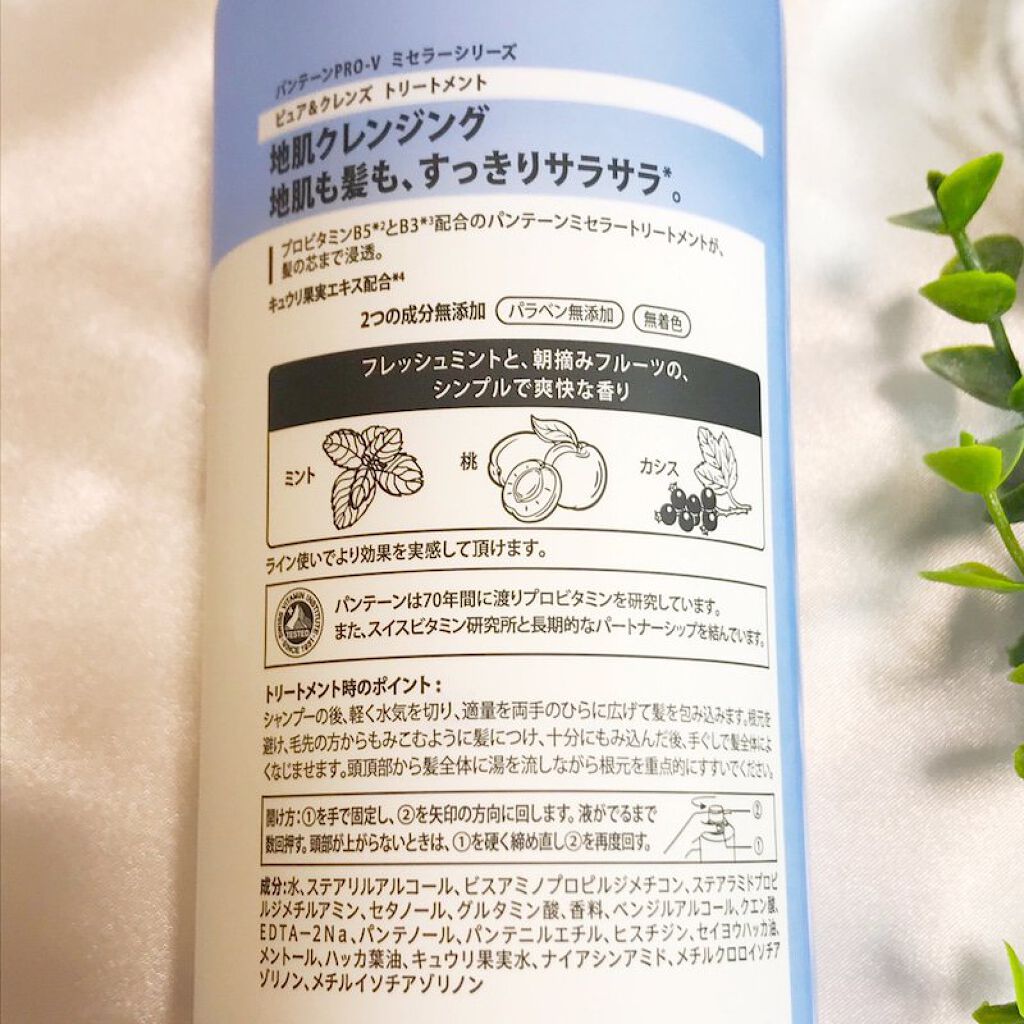 パンテーンPRO-V ミセラーシリーズ
ピュア&クレンズ トリートメント
地肌クレンジング
地肌も髪も、すっきりサラサラ*。
プロビタミンB5*2とB3*3配合のパンテーンミセラートリートメントが、
髪の芯まで浸透。
キュウリ果実エキス配合*4
2つの成分無添加 パラベン無添加 無着色
フレッシュミントと、朝摘みフルーツの、
シンプルで爽快な香り
ミント
桃
カシス
ライン使いでより効果を実感して頂けます。
パンテーンは70年間に渡りプロビタミンを研究しています。
また、スイスビタミン研究所と長期的なパートナーシップを結んでいます。
VITAMIN INSTITUTE
TESTED
トリートメント時のポイント:
シャンプーの後、軽く水気を切り、適量を両手のひらに広げて髪を包み込みます。根元を
避け、毛先の方からもみこむように髪につけ、十分にもみ込んだ後、手ぐしで髪全体によ
くなじませます。頭頂部から髪全体に湯を流しながら根元を重点的にすすいでください。
開け方:①を手で固定し、②を矢印の方向に回します。液がでるまで
数回押す。頭部が上がらないときは、①を硬く締め直し②を再度回す。
②
①
成分:水、ステアリルアルコール、ビスアミノプロピルジメチコン、ステアラミドプロピ
ルジメチルアミン、セタノール、グルタミン酸、香料、ベンジルアルコール、クエン酸、
EDTA-2Na、パンテノール、パンテニルエチル、ヒスチジン、セイヨウハッカ油、
メントール、ハッカ葉油、キュウリ果実水、ナイアシンアミド、メチルクロロイソチア
ゾリノン、メチルイソチアゾリノン